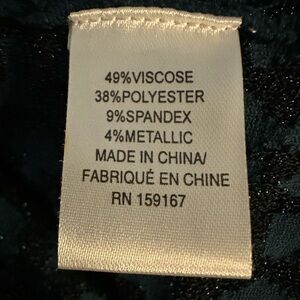 49%VISCOSE
38%POLYESTER
9%SPANDEX
4%METALLIC
MADE IN CHINA/
FABRIQUÉ EN CHINE
RN 159167